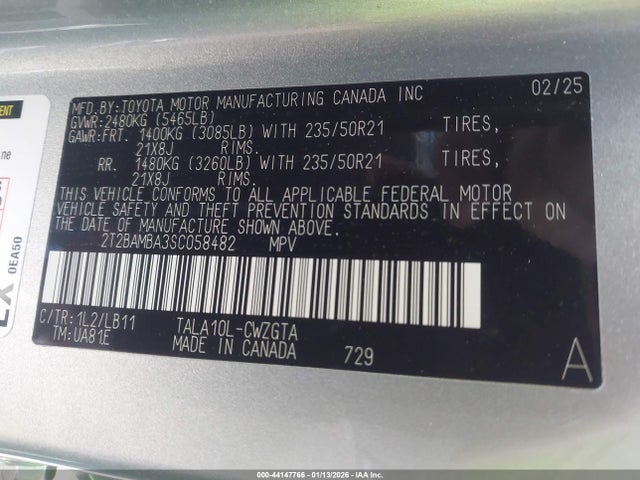 MFD.BY:TOYOTA MOTOR MANUFACTURING CANADA INC 02/25
GVWR:2480KG (5465LB)
GAWR:FRT. 1400KG (3085LB) WITH 235/50R21 TIRES,
21X8J RIMS.
RR. 1480KG (3260LB) WITH 235/50R21 TIRES,
21X8J RIMS.
THIS VEHICLE CONFORMS TO ALL APPLICABLE FEDERAL MOTOR
VEHICLE SAFETY AND THEFT PREVENTION STANDARDS IN EFFECT ON
THE DATE OF MANUFACTURE SHOWN ABOVE.
2T2BAMBA3SC058482 MPV
C/TR:1L2/LB11 TALA10L-CWZGTA
TM:UA81E MADE IN CANADA 729
A
ne
0EA50
000-44147766 - 01/13/2026 - IAA Inc.